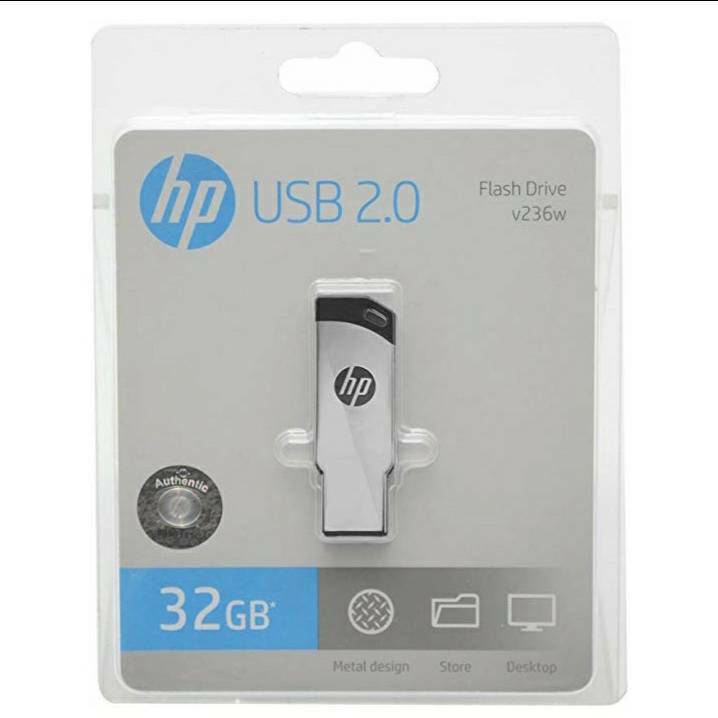 hp USB 2.0
Flash Drive
v236w
hp
Authentic
32GB*
Metal design
Store
Desktop